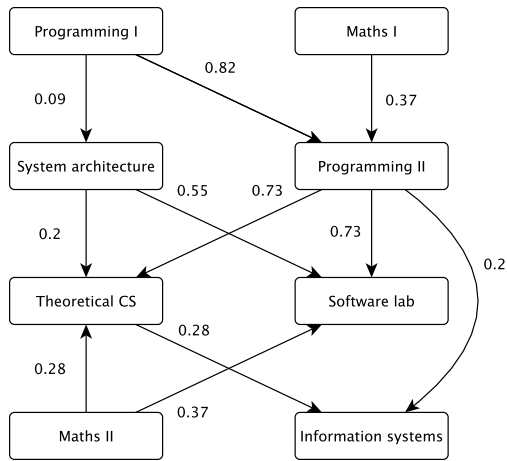 Programming I
Maths I
0.82
0.09
0.37
System architecture
Programming II
0.55
0.73
0.2
0.73
0.2
Theoretical CS
Software lab
0.28
0.28
0.37
Maths II
Information systems